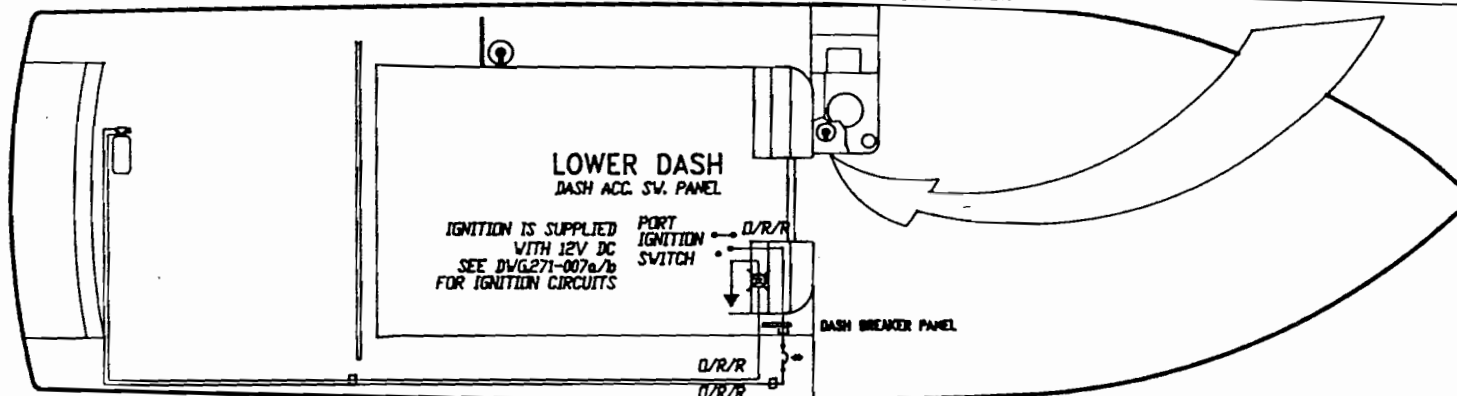 LOWER DASH
DASH ACC. SW. PANEL
IGNITION IS SUPPLIED
WITH 12V DC
SEE DWG.271-007a/b
FOR IGNITION CIRCUITS
PORT
IGNITION
SWITCH
O/R/R
DASH BREAKER PANEL
O/R/R
O/R/R